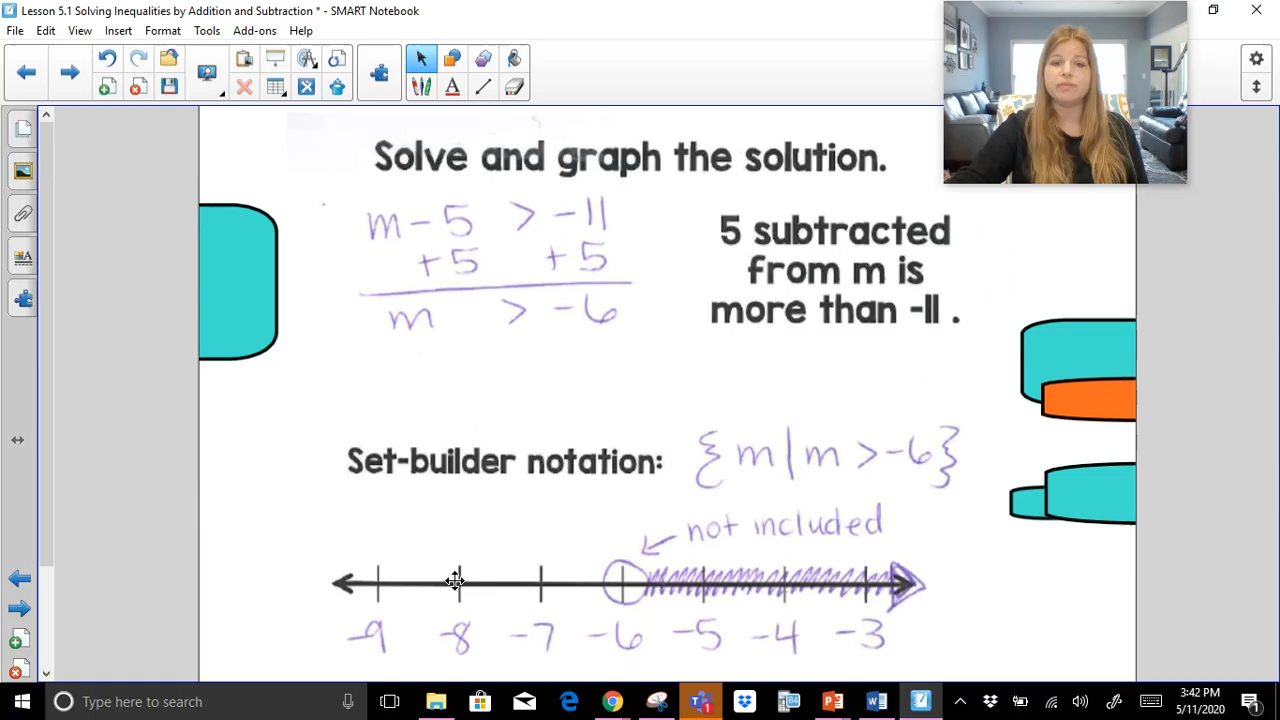 Lesson 5.1 Solving Inequalities by Addition and Subtraction * - SMART Notebook
File Edit View Insert Format Tools Add-ons Help
Solve and graph the solution.
m - 5 > -11
+5 +5
m > -6
5 subtracted
from m is
more than -11 .
Set-builder notation: {m|m > -6}
not included
-9 -8 -7 -6 -5 -4 -3
Type here to search
3:42 PM
5/11/2020
1
1